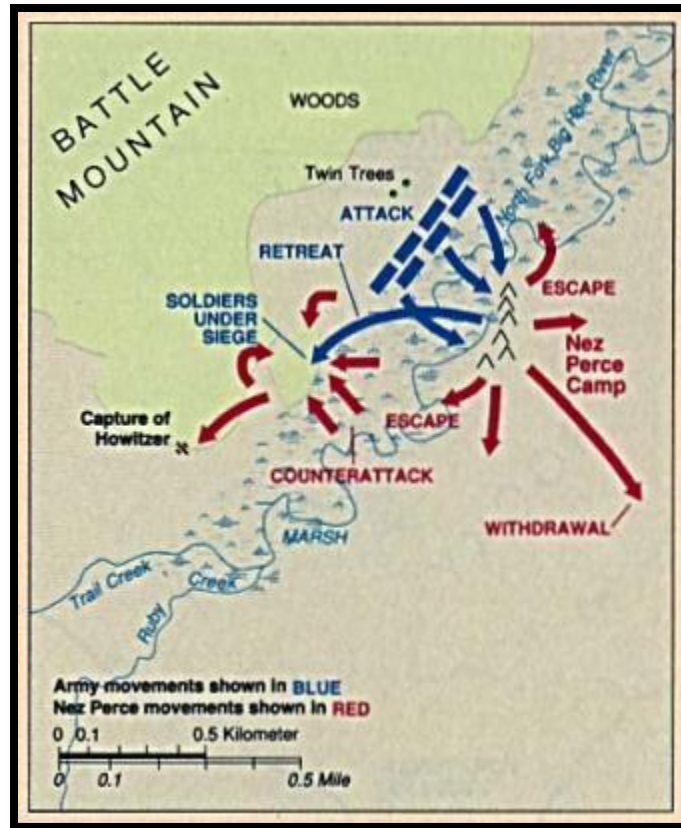 BATTLE
MOUNTAIN
WOODS
North Fork Big Hole River
Twin Trees
ATTACK
RETREAT
ESCAPE
SOLDIERS
UNDER
SIEGE
Nez
Perce
Camp
Capture of
Howitzer
ESCAPE
COUNTERATTACK
WITHDRAWAL
MARSH
Trail Creek
Ruby
Creek
Army movements shown in BLUE
Nez Perce movements shown in RED
0 0.1 0.5 Kilometer
0 0.1 0.5 Mile